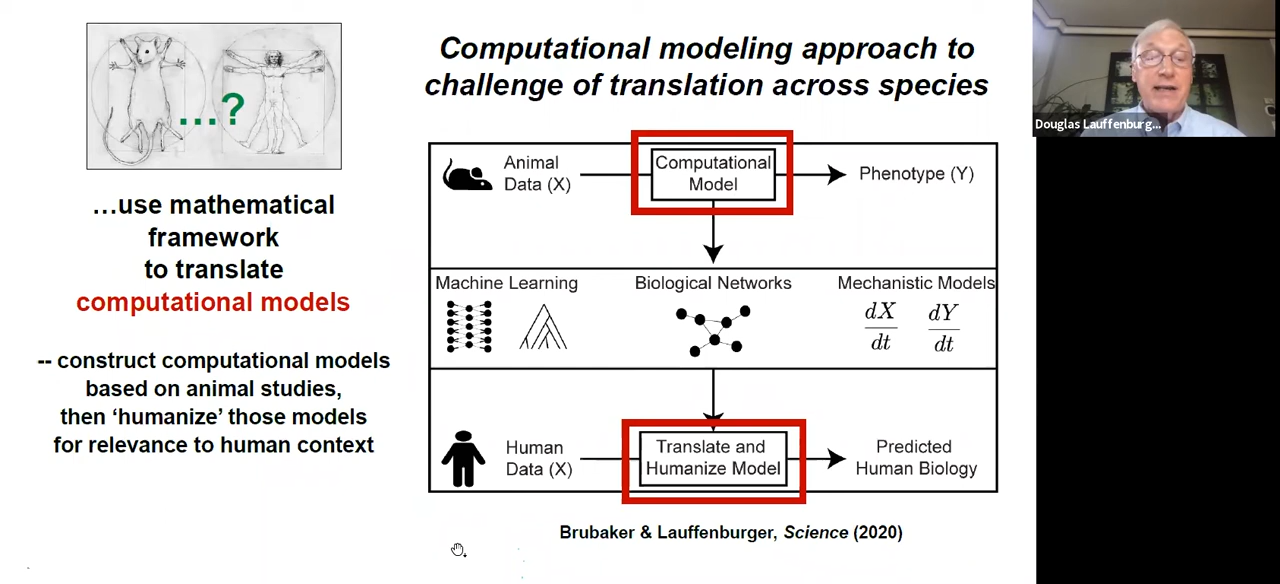 Computational modeling approach to
challenge of translation across species
...?
...use mathematical
framework
to translate
computational models
-- construct computational models
based on animal studies,
then ‘humanize’ those models
for relevance to human context
Animal
Data (X)
Computational
Model
Phenotype (Y)
Machine Learning
Biological Networks
Mechanistic Models
dX
dt
dY
dt
Human
Data (X)
Translate and
Humanize Model
Predicted
Human Biology
Brubaker & Lauffenburger, Science (2020)
Douglas Lauffenburg...